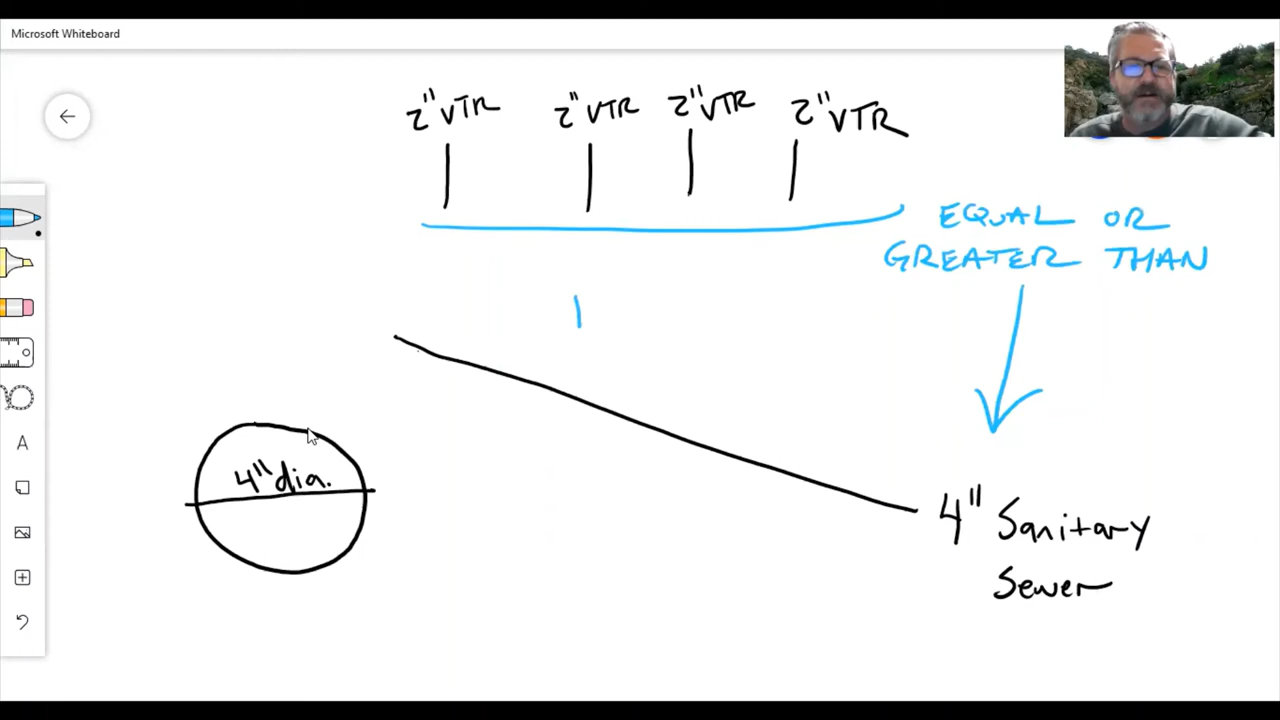 Microsoft Whiteboard
2" VTR 2" VTR 2" VTR 2" VTR
EQUAL OR
GREATER THAN
4" dia.
4" Sanitary
Sewer
A